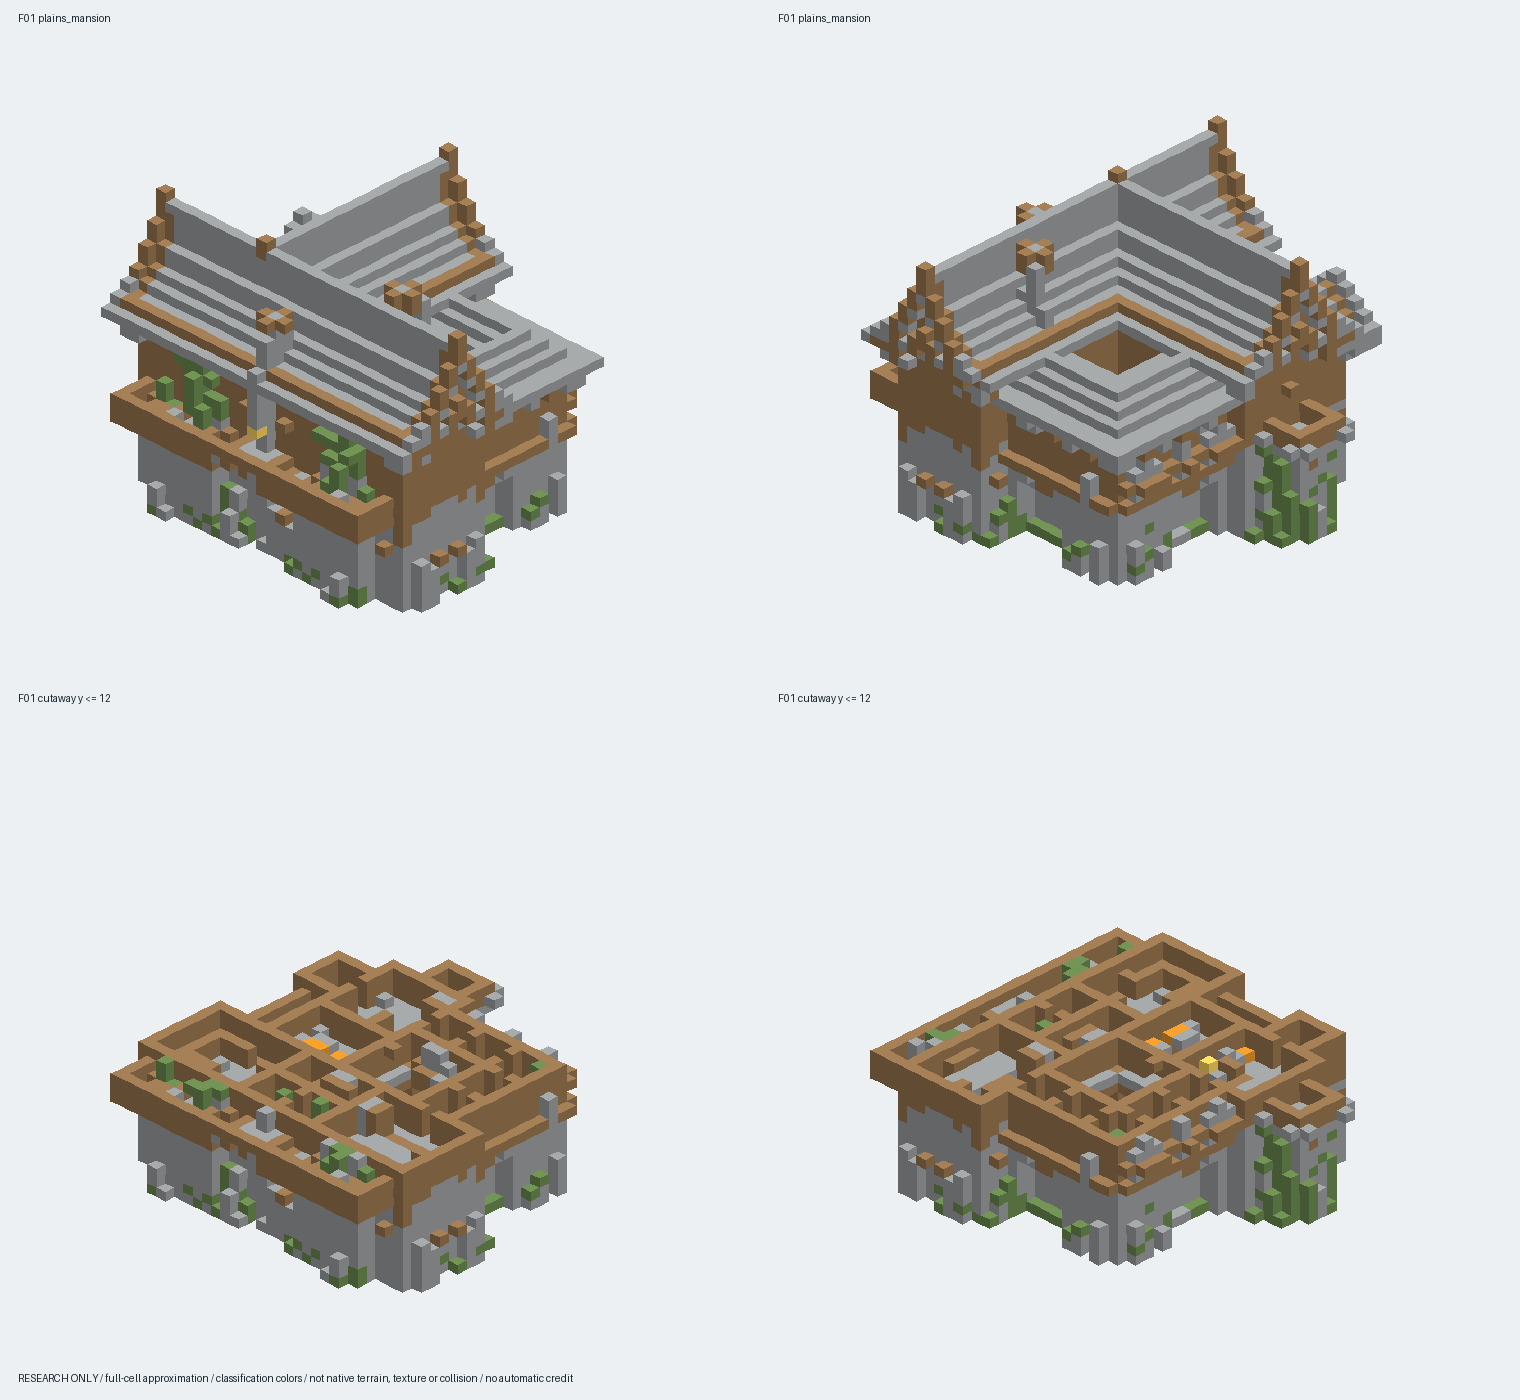 F01 plains_mansion
F01 plains_mansion
F01 cutaway y <= 12
F01 cutaway y <= 12
RESEARCH ONLY / full-cell approximation / classification colors / not native terrain, texture or collision / no automatic credit